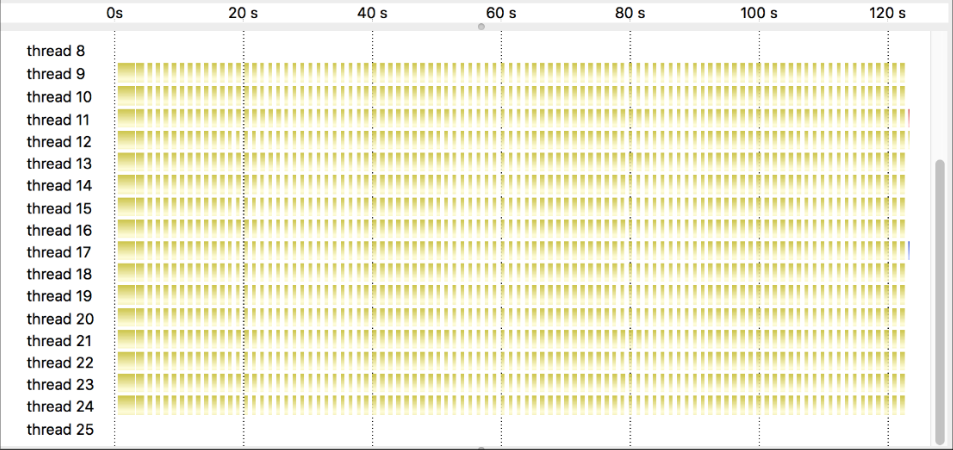 0s 20 s 40 s 60 s 80 s 100 s 120 s
thread 8
thread 9
thread 10
thread 11
thread 12
thread 13
thread 14
thread 15
thread 16
thread 17
thread 18
thread 19
thread 20
thread 21
thread 22
thread 23
thread 24
thread 25